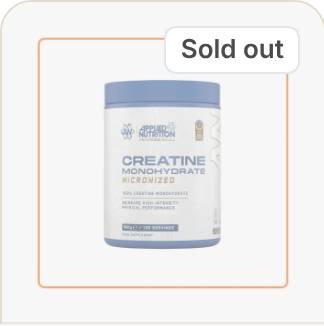 Sold out
APPLIED
NUTRITION
CREATINE
MONOHYDRATE
MICRONIZED
100% CREATINE MONOHYDRATE
INCREASE HIGH-INTENSITY
PHYSICAL PERFORMANCE